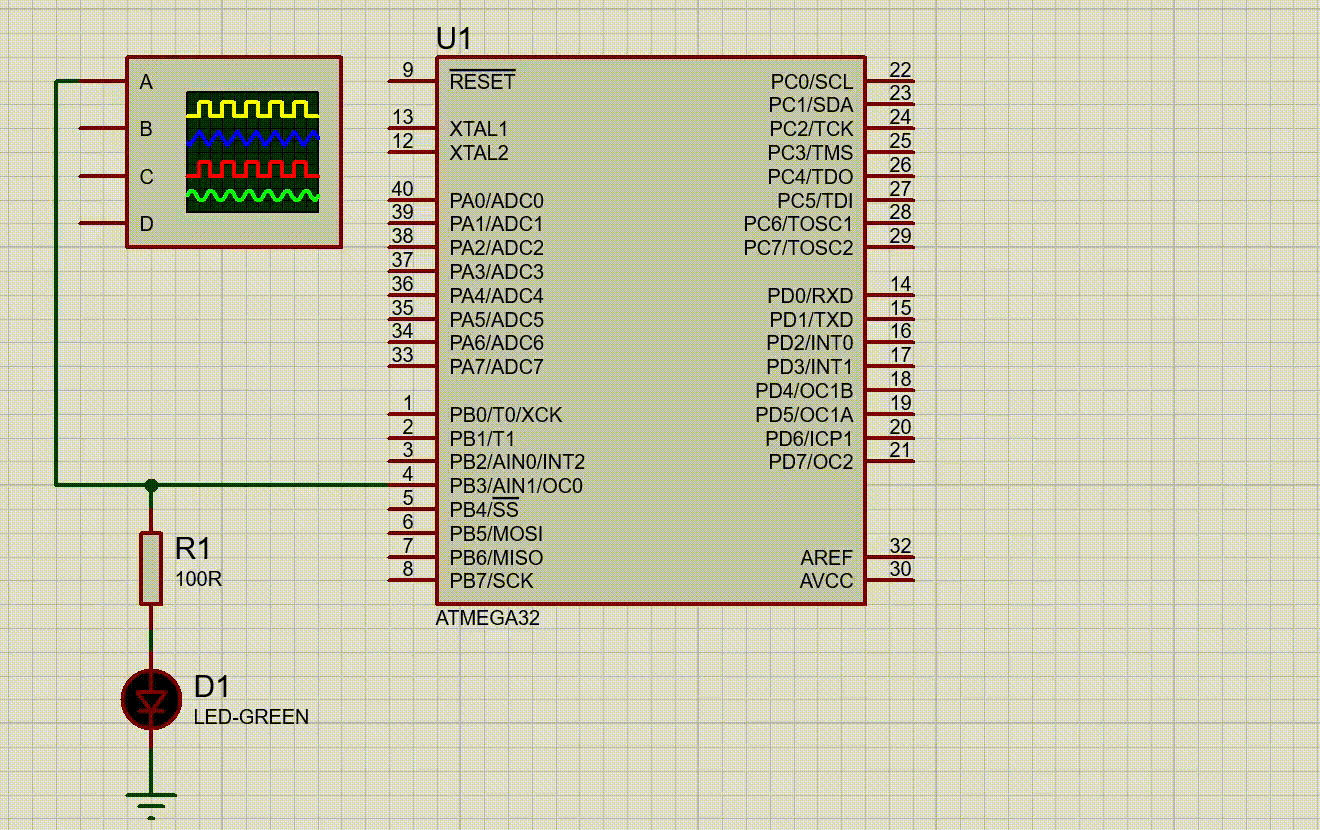 U1
A
B
C
D
9
RESET
13
XTAL1
12
XTAL2
40
PA0/ADC0
39
PA1/ADC1
38
PA2/ADC2
37
PA3/ADC3
36
PA4/ADC4
35
PA5/ADC5
34
PA6/ADC6
33
PA7/ADC7
1
PB0/T0/XCK
2
PB1/T1
3
PB2/AIN0/INT2
4
PB3/AIN1/OC0
5
PB4/SS
6
PB5/MOSI
7
PB6/MISO
8
PB7/SCK
PC0/SCL
22
PC1/SDA
23
PC2/TCK
24
PC3/TMS
25
PC4/TDO
26
PC5/TDI
27
PC6/TOSC1
28
PC7/TOSC2
29
PD0/RXD
14
PD1/TXD
15
PD2/INT0
16
PD3/INT1
17
PD4/OC1B
18
PD5/OC1A
19
PD6/ICP1
20
PD7/OC2
21
AREF
32
AVCC
30
ATMEGA32
R1
100R
D1
LED-GREEN